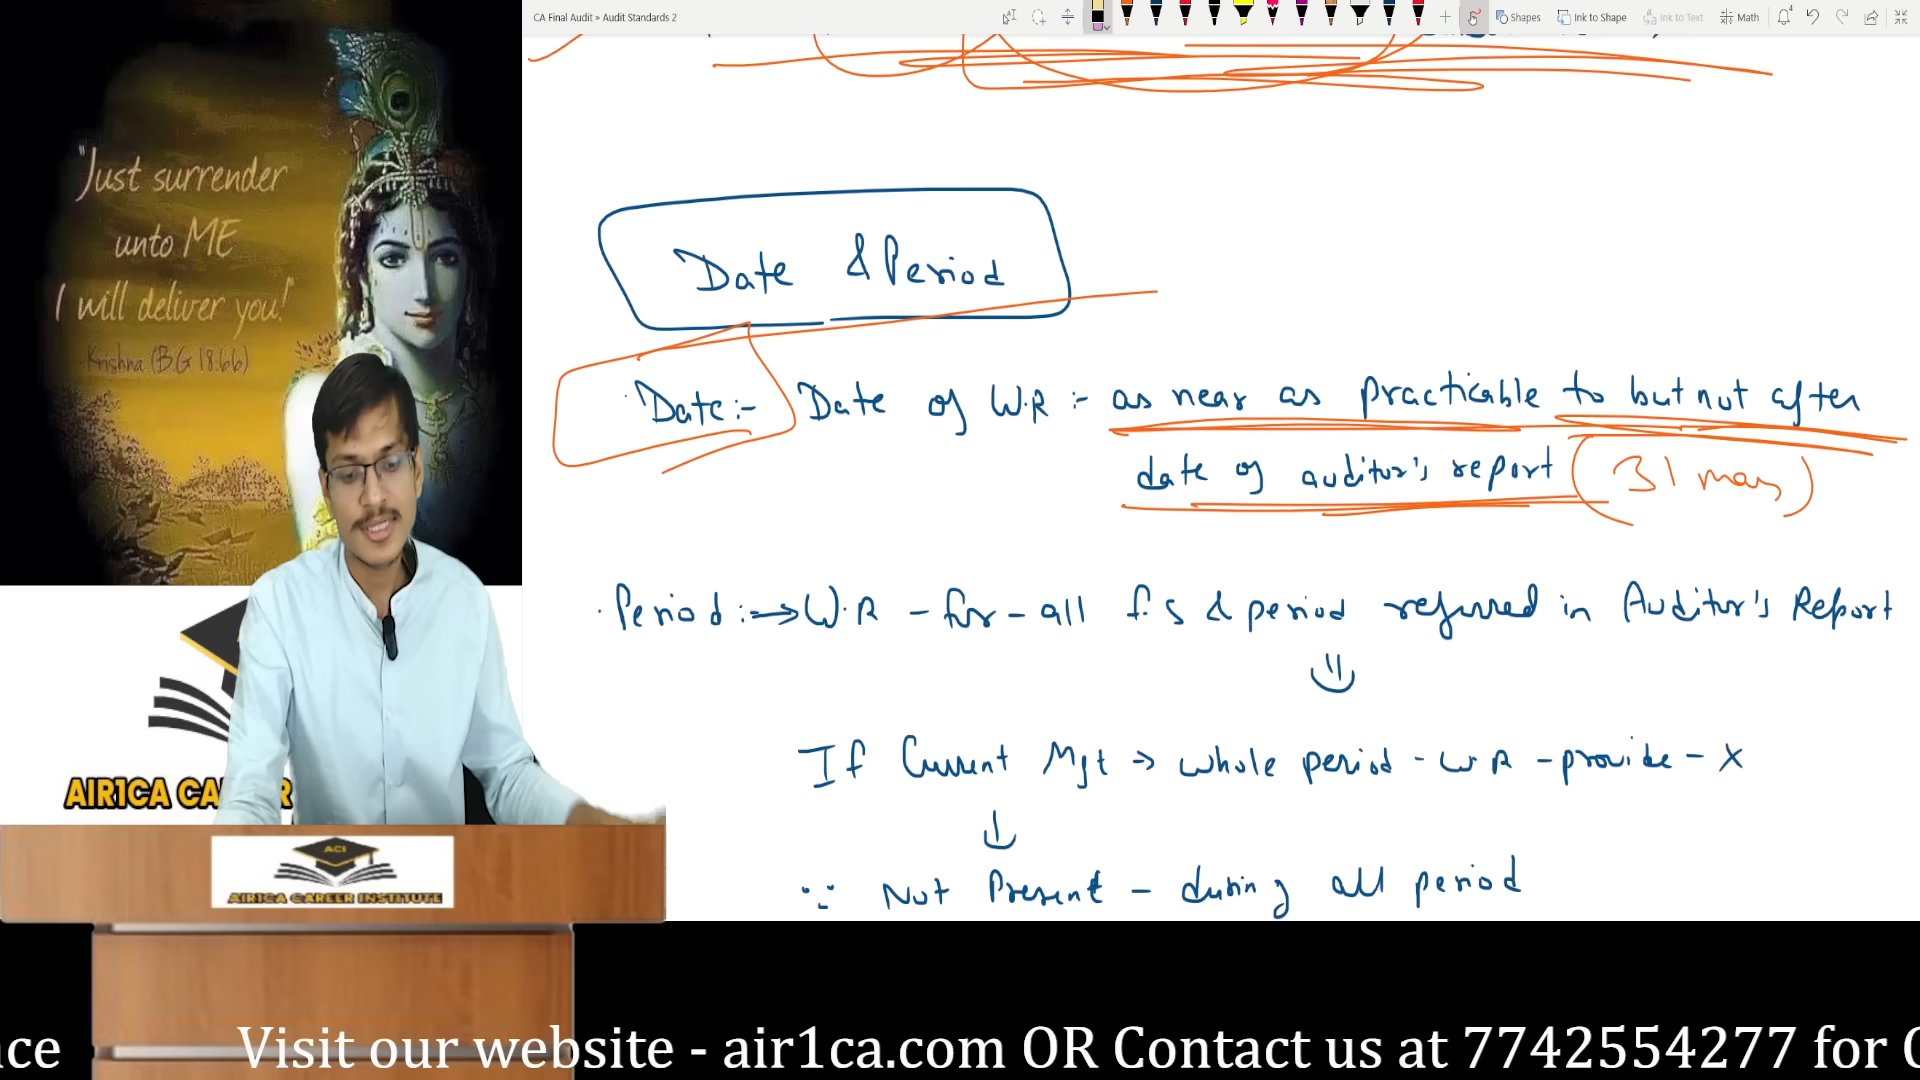 CA Final Audit » Audit Standards 2
Shapes
Ink to Shape
Ink to Text
Math
"Just surrender
unto ME
I will deliver you!"
-Krishna (B.G 18:66)
Date & Period
Date:- Date of W.R :- as near as practicable to but not after
date of auditor's report (31 may)
Period :→ W.R - for - all f.s & period referred in Auditor's Report
If Current Mgt → whole period - W R - provide - X
∵ Not Present - during all period
AIR1CA CA R
ACI
AIR1CA CAREER INSTITUTE
nce Visit our website - air1ca.com OR Contact us at 7742554277 for